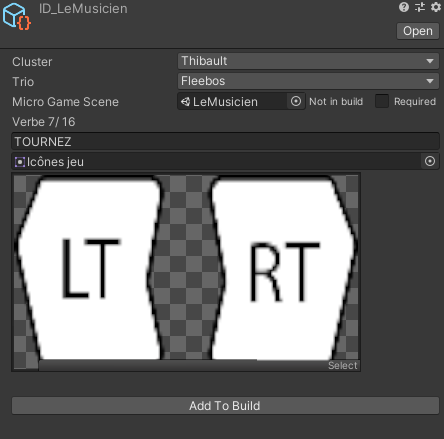 ID_LeMusicien
Open
Cluster Thibault
Trio Fleebos
Micro Game Scene LeMusicien Not in build Required
Verbe 7/ 16
TOURNEZ
Icônes jeu
LT RT
Select
Add To Build